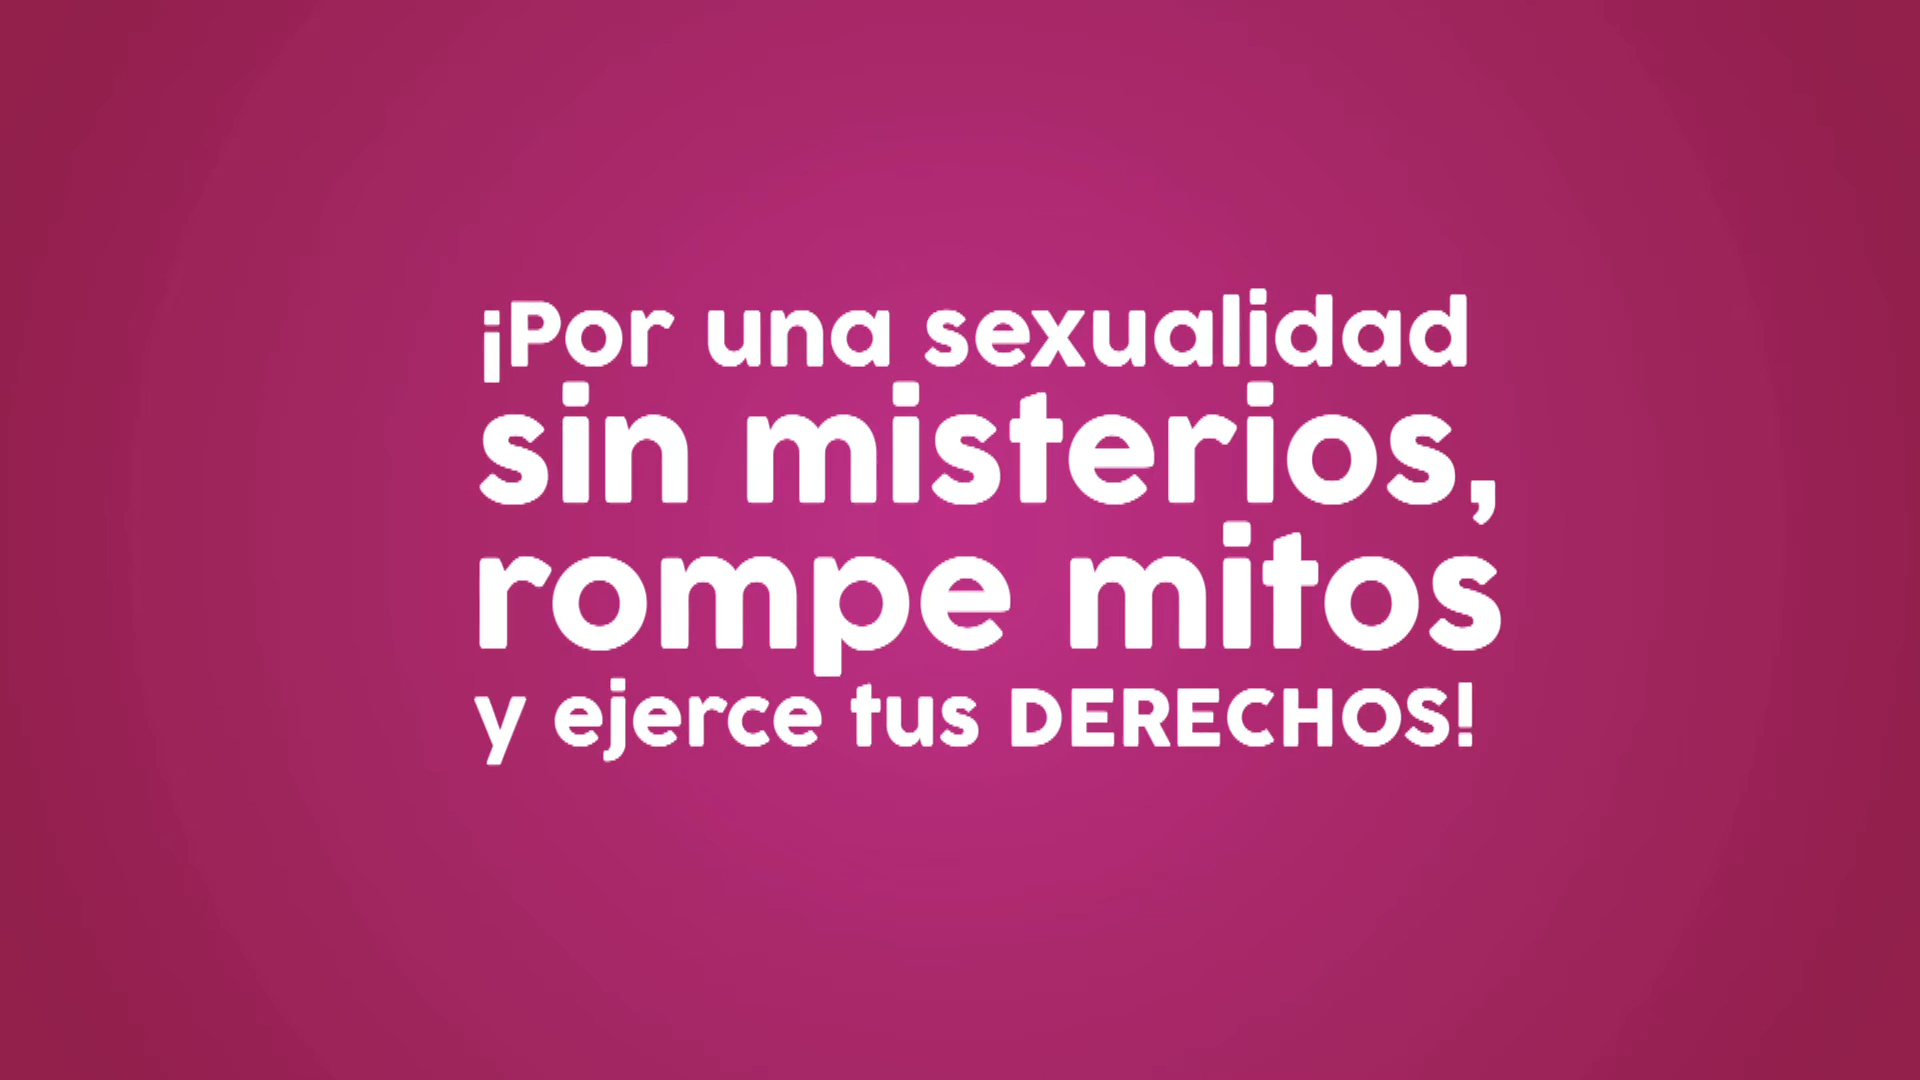 ¡Por una sexualidad
sin misterios,
rompe mitos
y ejerce tus DERECHOS!